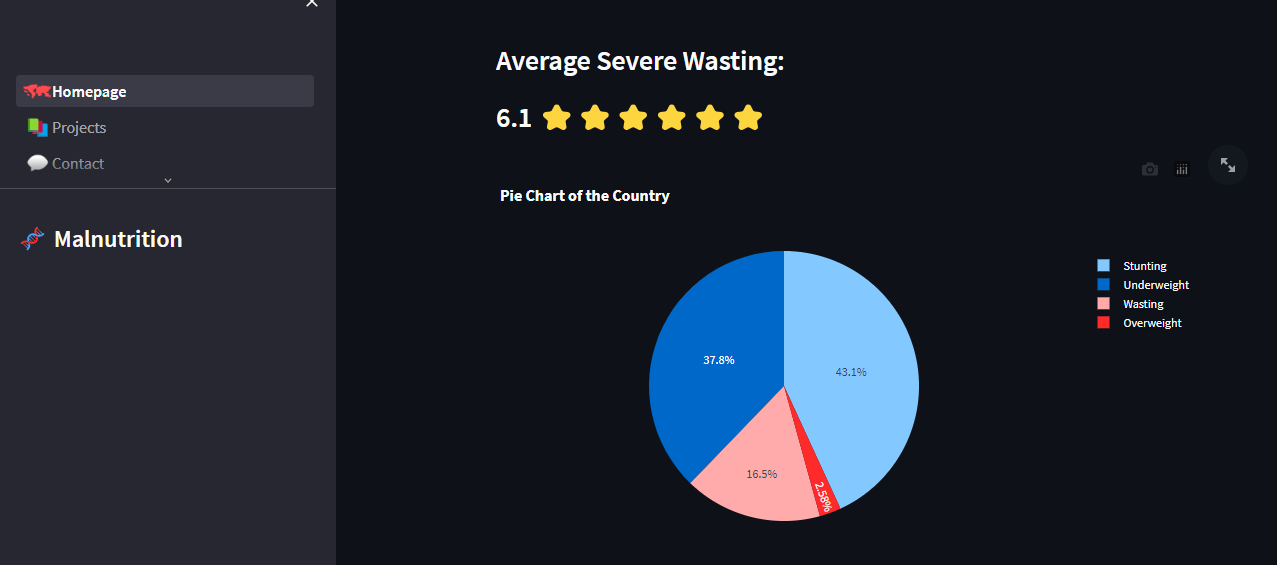 Homepage
Projects
Contact
Malnutrition
Average Severe Wasting:
6.1
Pie Chart of the Country
Stunting
Underweight
Wasting
Overweight
37.8%
43.1%
16.5%
2.58%